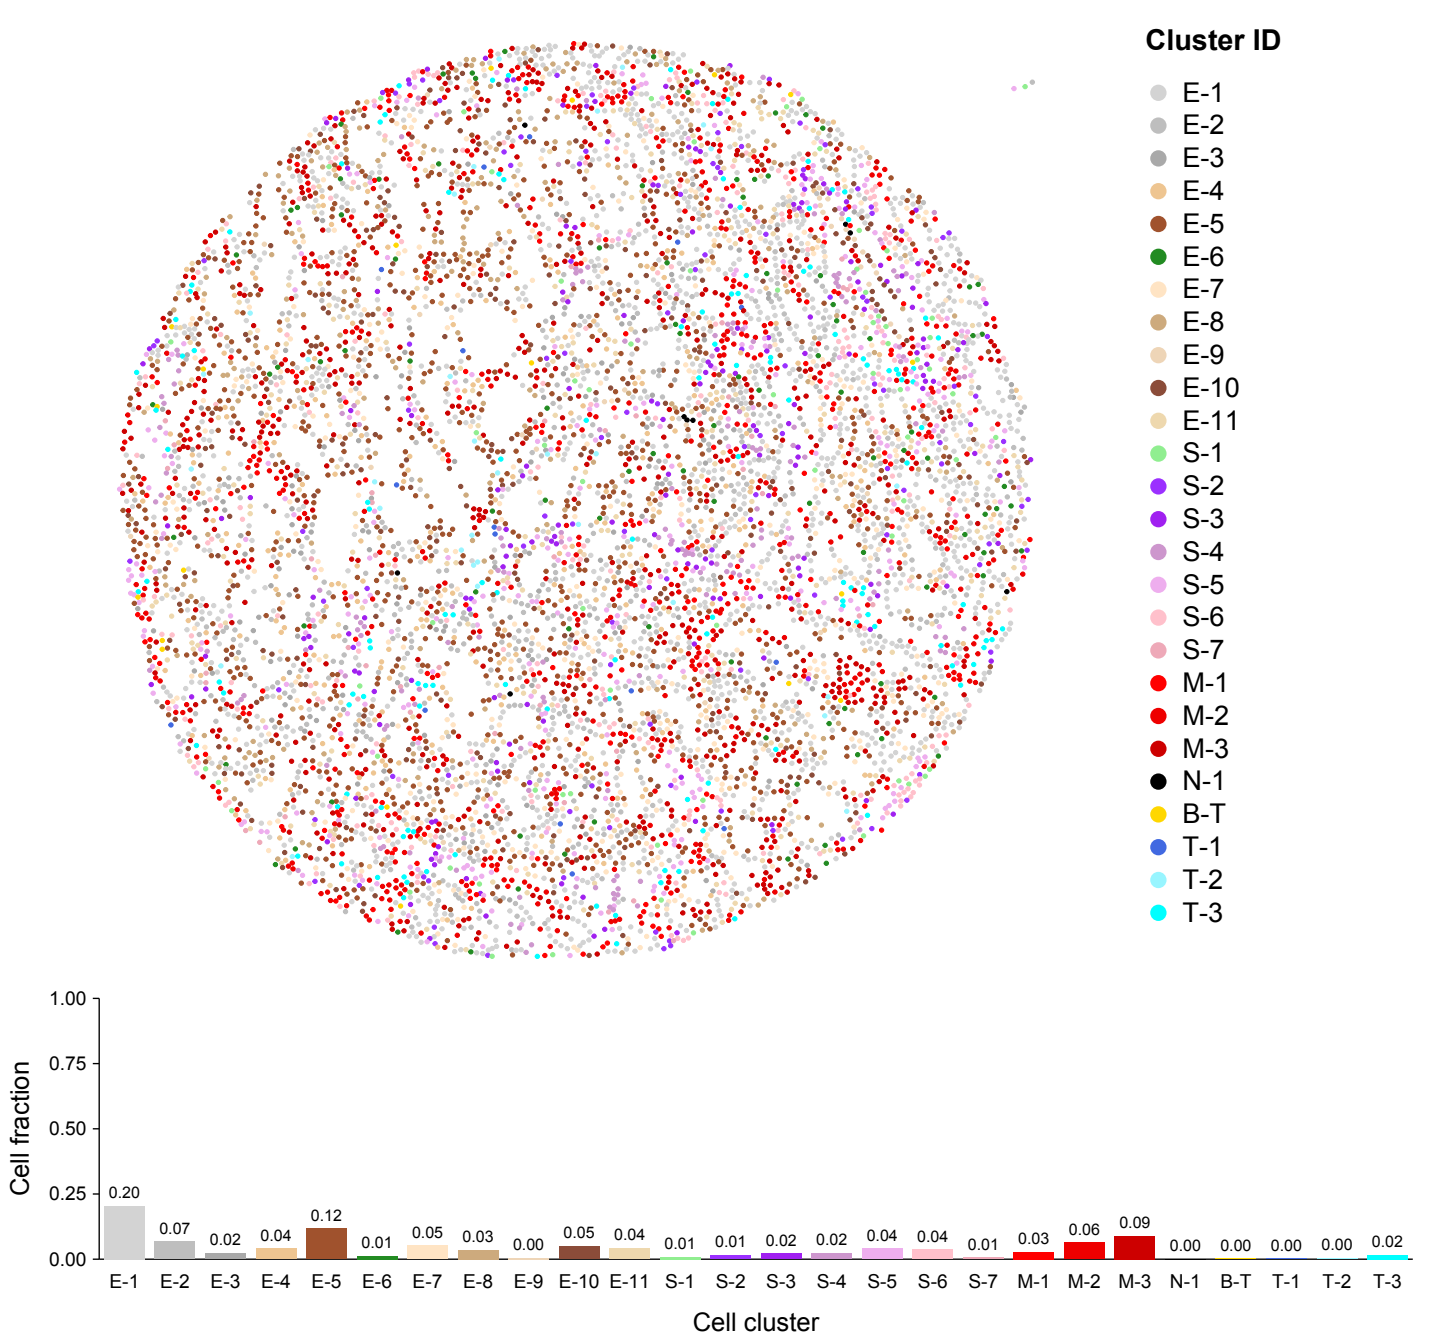 Cluster ID
E-1
E-2
E-3
E-4
E-5
E-6
E-7
E-8
E-9
E-10
E-11
S-1
S-2
S-3
S-4
S-5
S-6
S-7
M-1
M-2
M-3
N-1
B-T
T-1
T-2
T-3
1.00
0.75
0.50
0.25
0.00
Cell fraction
0.20 0.07 0.02 0.04 0.12 0.01 0.05 0.03 0.00 0.05 0.04 0.01 0.01 0.02 0.02 0.04 0.04 0.01 0.03 0.06 0.09 0.00 0.00 0.00 0.00 0.02
E-1 E-2 E-3 E-4 E-5 E-6 E-7 E-8 E-9 E-10 E-11 S-1 S-2 S-3 S-4 S-5 S-6 S-7 M-1 M-2 M-3 N-1 B-T T-1 T-2 T-3
Cell cluster